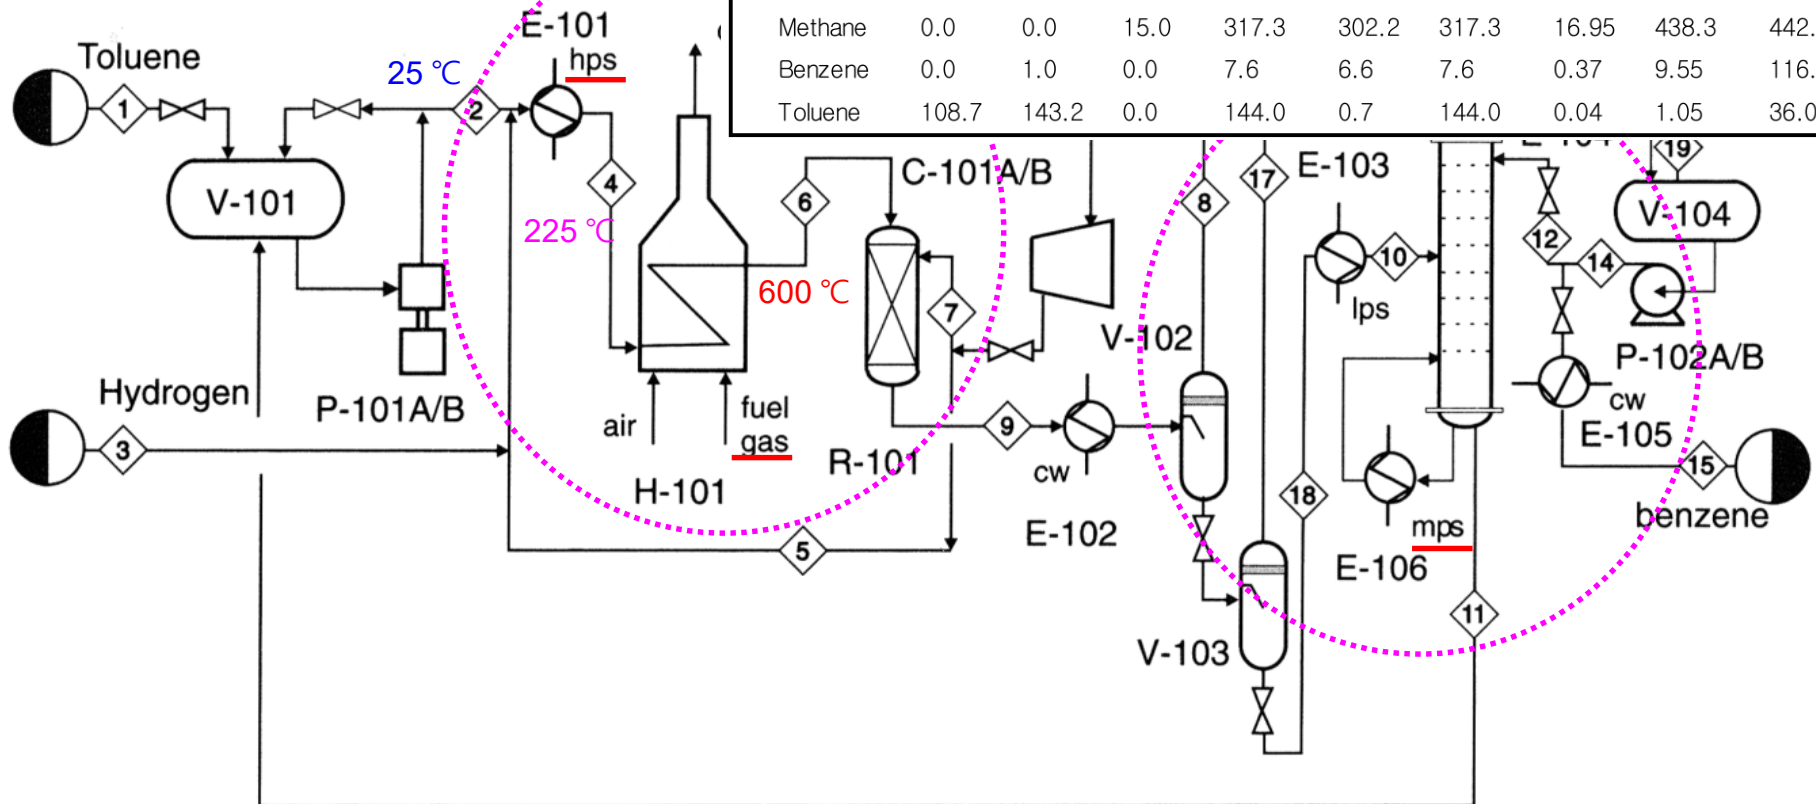 E-101
hps
Toluene
25 ℃
1
2
V-101
4
225 ℃
6
600 ℃
C-101A/B
7
P-101A/B
Hydrogen
3
air
fuel
gas
H-101
R-101
5
9
cw
E-102
Methane 0.0 0.0 15.0 317.3 302.2 317.3 16.95 438.3 442.
Benzene 0.0 1.0 0.0 7.6 6.6 7.6 0.37 9.55 116.
Toluene 108.7 143.2 0.0 144.0 0.7 144.0 0.04 1.05 36.0
8
17
E-103
19
V-104
12
14
10
lps
V-102
P-102A/B
cw
E-105
15
benzene
18
mps
E-106
11
V-103